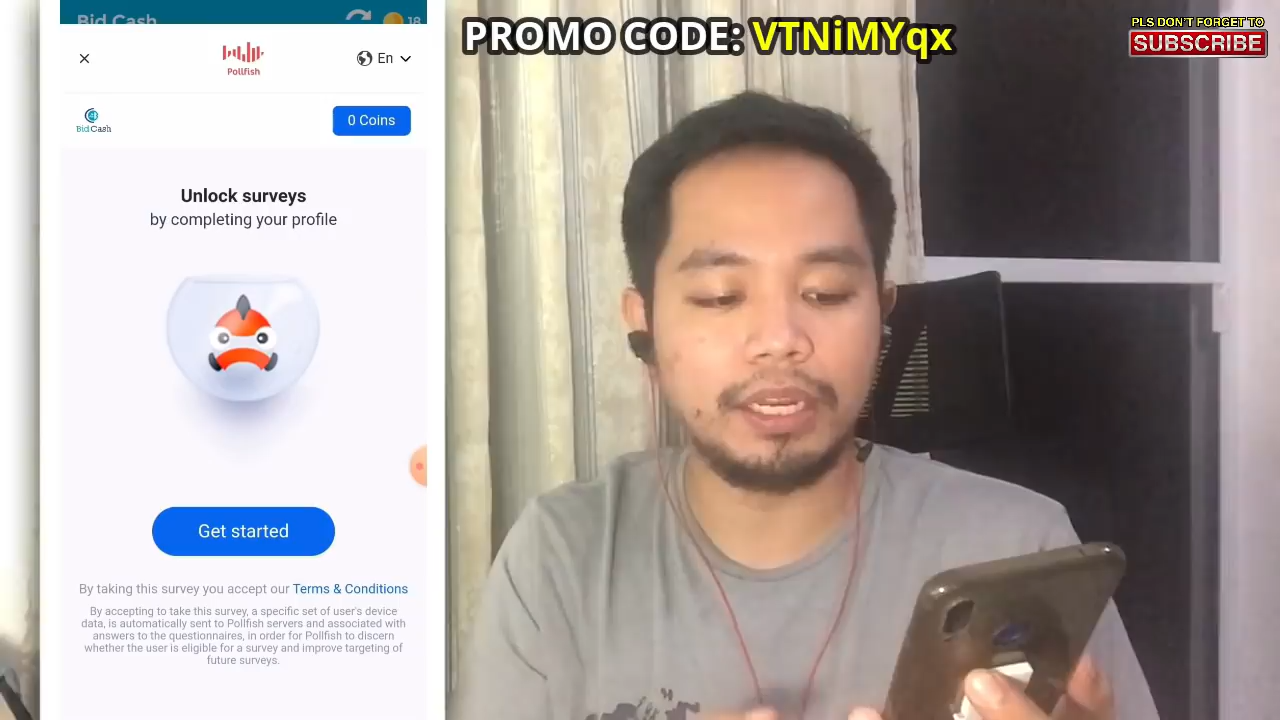 Bid Cash
18
Pollfish
En
Bid Cash
0 Coins
Unlock surveys
by completing your profile
Get started
By taking this survey you accept our Terms & Conditions
By accepting to take this survey, a specific set of user's device
data, is automatically sent to Pollfish servers and associated with
answers to the questionnaires, in order for Pollfish to discern
whether the user is eligible for a survey and improve targeting of
future surveys.
PROMO CODE: VTNiMYqx
PLS DON'T FORGET TO
SUBSCRIBE